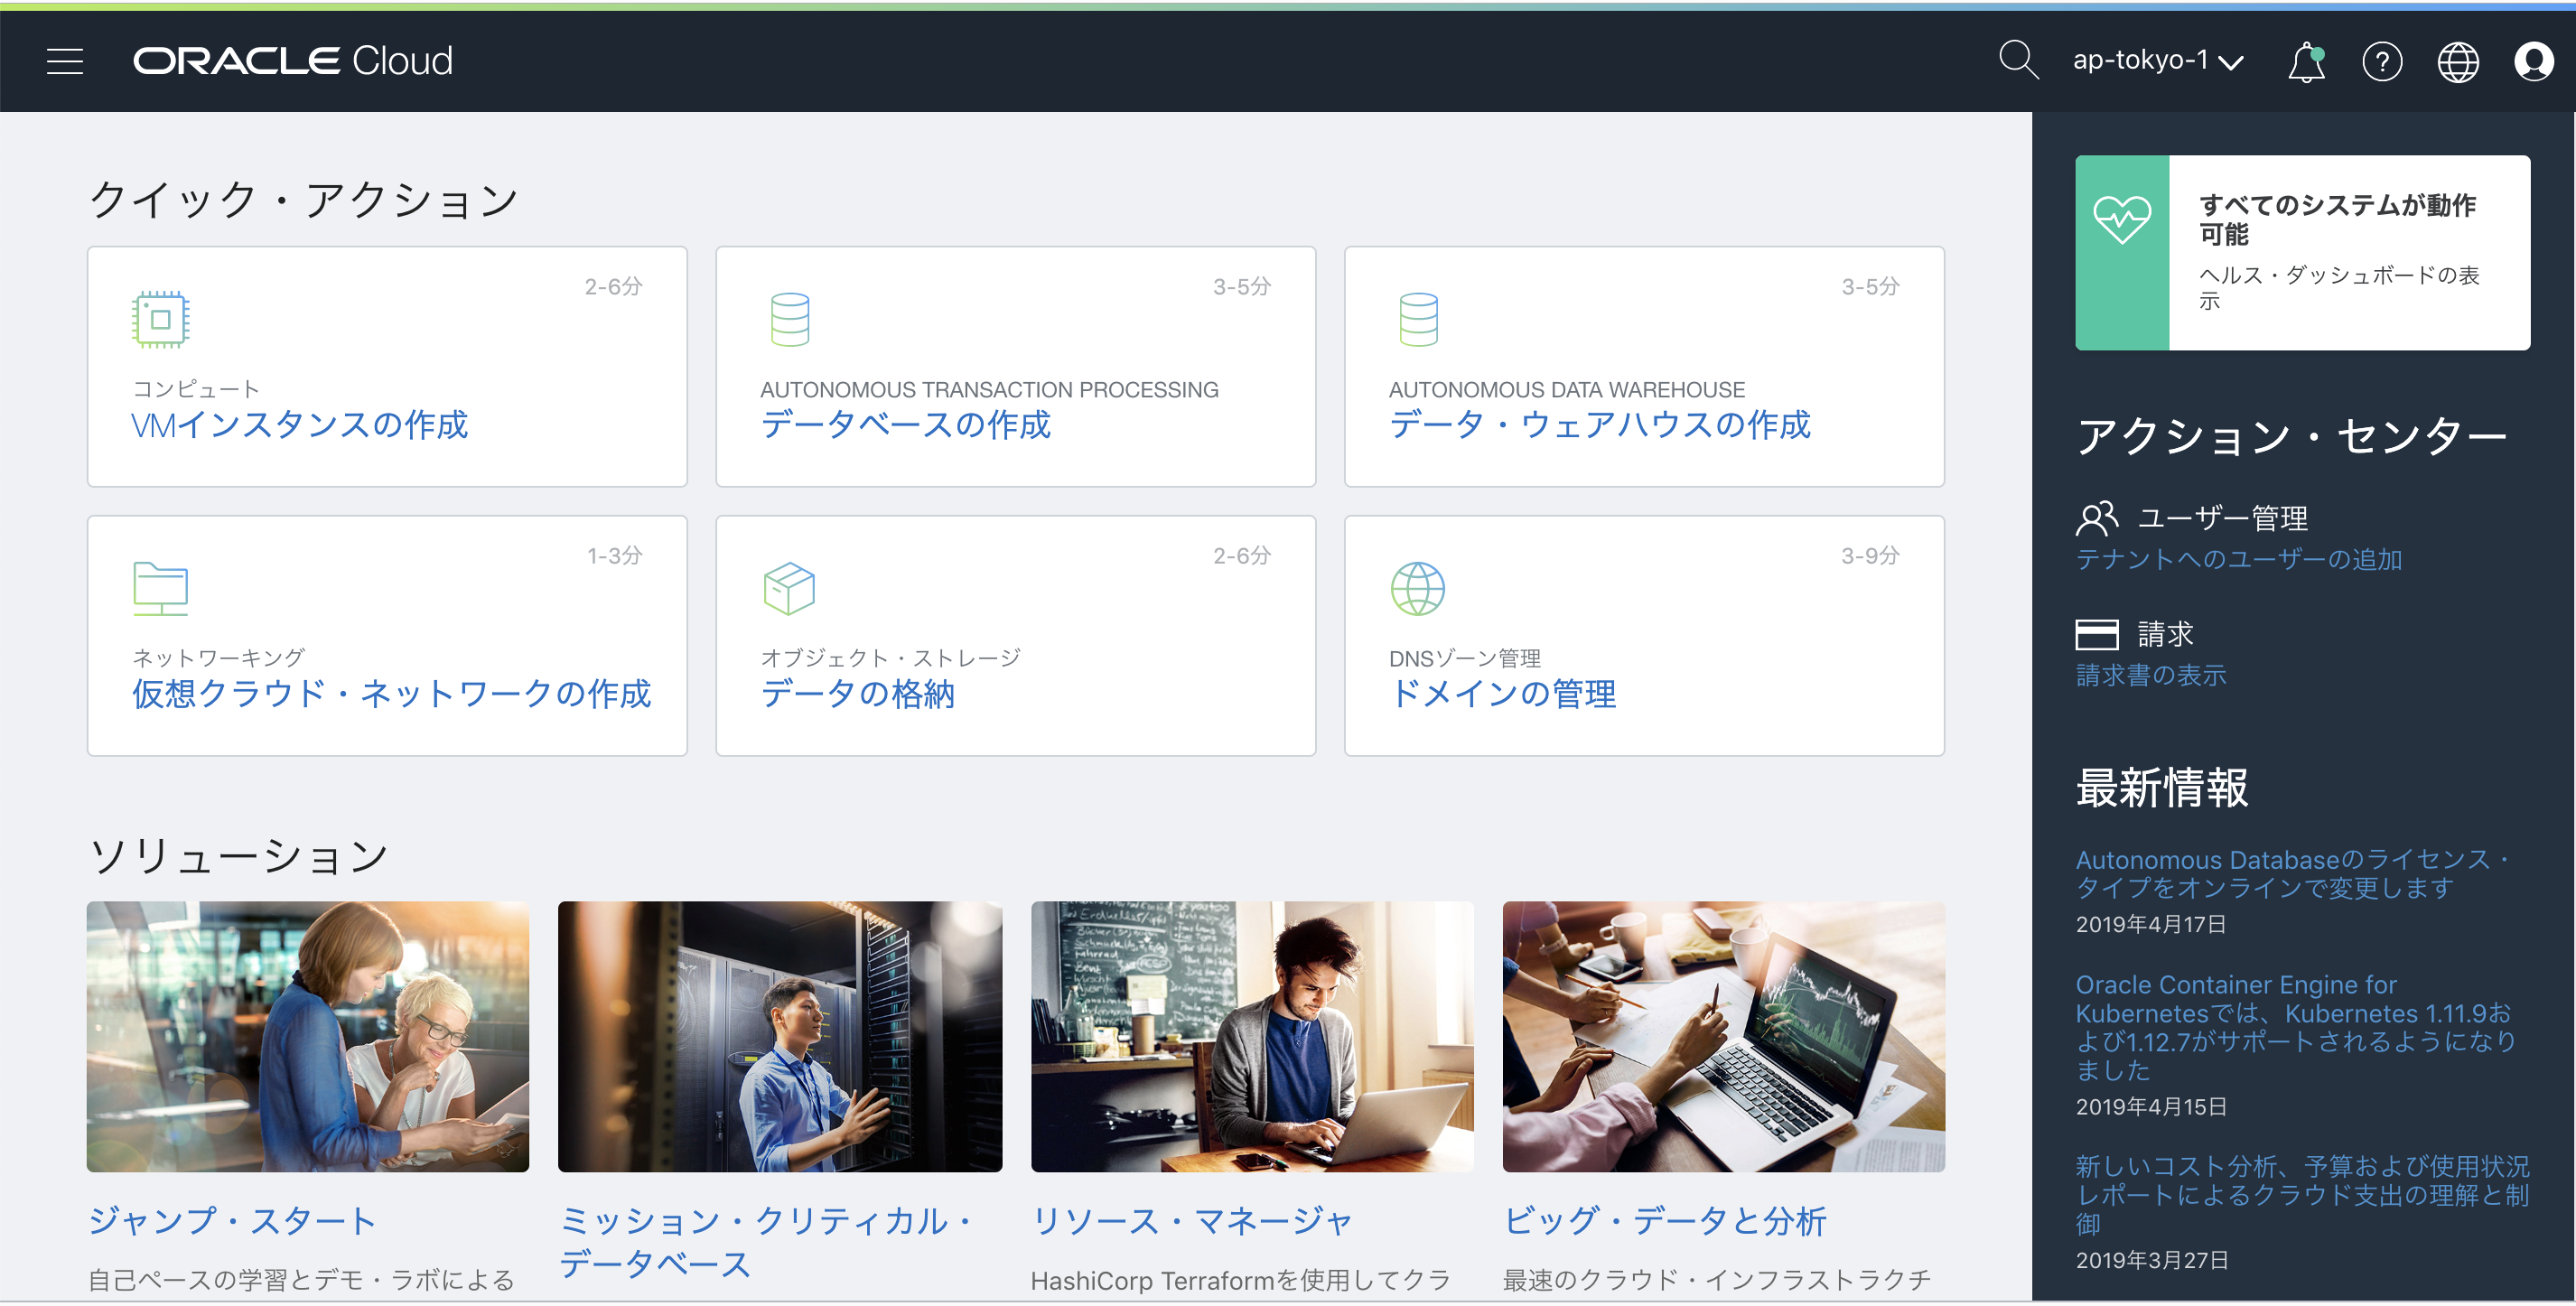 ORACLE Cloud
ap-tokyo-1
クイック・アクション
2-6分
コンピュート
VMインスタンスの作成
3-5分
AUTONOMOUS TRANSACTION PROCESSING
データベースの作成
3-5分
AUTONOMOUS DATA WAREHOUSE
データ・ウェアハウスの作成
1-3分
ネットワーキング
仮想クラウド・ネットワークの作成
2-6分
オブジェクト・ストレージ
データの格納
3-9分
DNSゾーン管理
ドメインの管理
ソリューション
ジャンプ・スタート
自己ペースの学習とデモ・ラボによる
ミッション・クリティカル・
データベース
リソース・マネージャ
HashiCorp Terraformを使用してクラ
ビッグ・データと分析
最速のクラウド・インフラストラクチ
すべてのシステムが動作
可能
ヘルス・ダッシュボードの表
示
アクション・センター
ユーザー管理
テナントへのユーザーの追加
請求
請求書の表示
最新情報
Autonomous Databaseのライセンス・
タイプをオンラインで変更します
2019年4月17日
Oracle Container Engine for
Kubernetesでは、Kubernetes 1.11.9お
よび1.12.7がサポートされるようになり
ました
2019年4月15日
新しいコスト分析、予算および使用状況
レポートによるクラウド支出の理解と制
御
2019年3月27日